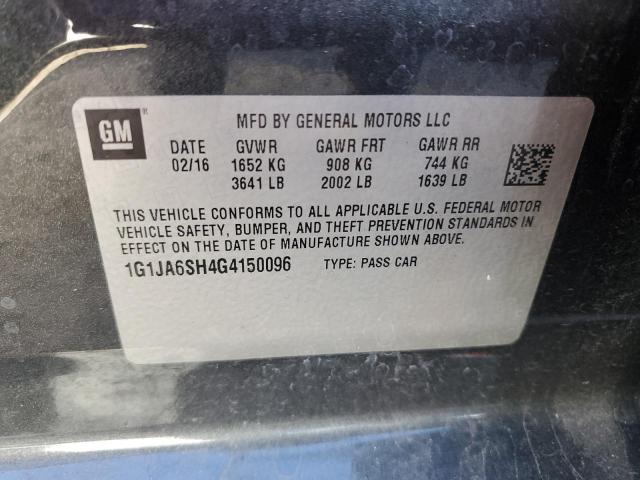 GM ®
MFD BY GENERAL MOTORS LLC
DATE GVWR GAWR FRT GAWR RR
02/16 1652 KG 908 KG 744 KG
3641 LB 2002 LB 1639 LB
THIS VEHICLE CONFORMS TO ALL APPLICABLE U.S. FEDERAL MOTOR
VEHICLE SAFETY, BUMPER, AND THEFT PREVENTION STANDARDS IN
EFFECT ON THE DATE OF MANUFACTURE SHOWN ABOVE.
1G1JA6SH4G4150096 TYPE: PASS CAR